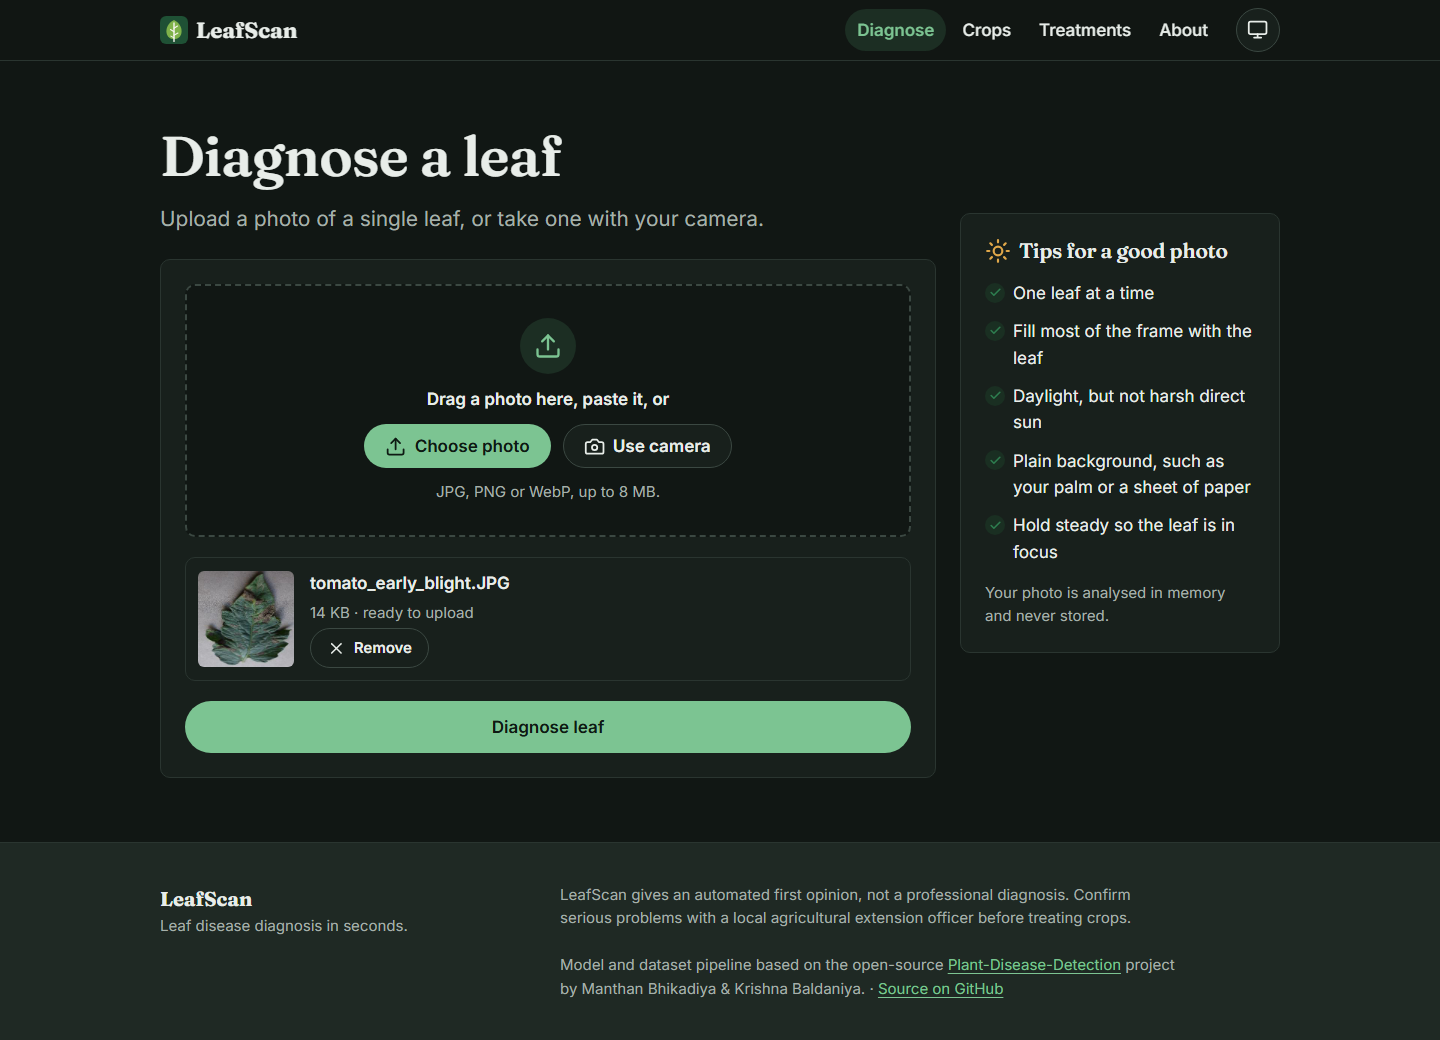 LeafScan
Diagnose
Crops
Treatments
About
Diagnose a leaf
Upload a photo of a single leaf, or take one with your camera.
Drag a photo here, paste it, or
Choose photo
Use camera
JPG, PNG or WebP, up to 8 MB.
tomato_early_blight.JPG
14 KB · ready to upload
Remove
Diagnose leaf
Tips for a good photo
One leaf at a time
Fill most of the frame with the
leaf
Daylight, but not harsh direct
sun
Plain background, such as
your palm or a sheet of paper
Hold steady so the leaf is in
focus
Your photo is analysed in memory
and never stored.
LeafScan
Leaf disease diagnosis in seconds.
LeafScan gives an automated first opinion, not a professional diagnosis. Confirm
serious problems with a local agricultural extension officer before treating crops.
Model and dataset pipeline based on the open-source Plant-Disease-Detection project
by Manthan Bhikadiya & Krishna Baldaniya. · Source on GitHub